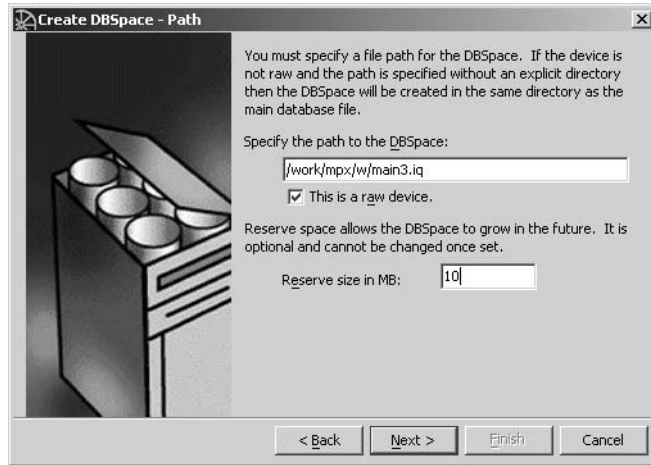 Create DBSpace - Path
You must specify a file path for the DBSpace. If the device is
not raw and the path is specified without an explicit directory
then the DBSpace will be created in the same directory as the
main database file.
Specify the path to the DBSpace:
/work/mpx/w/main3.iq
This is a raw device.
Reserve space allows the DBSpace to grow in the future. It is
optional and cannot be changed once set.
Reserve size in MB: 10
< Back Next > Finish Cancel